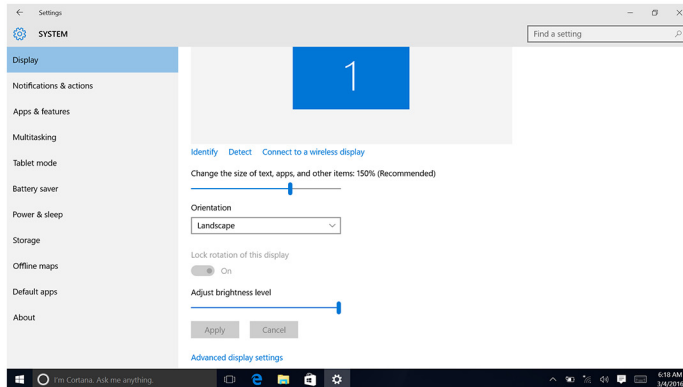 Settings
SYSTEM
Find a setting
Display
Notifications & actions
Apps & features
Multitasking
Tablet mode
Battery saver
Power & sleep
Storage
Offline maps
Default apps
About
1
Identify Detect Connect to a wireless display
Change the size of text, apps, and other items: 150% (Recommended)
Orientation
Landscape
Lock rotation of this display
On
Adjust brightness level
Apply Cancel
Advanced display settings
I'm Cortana. Ask me anything.
6:18 AM
3/4/2016